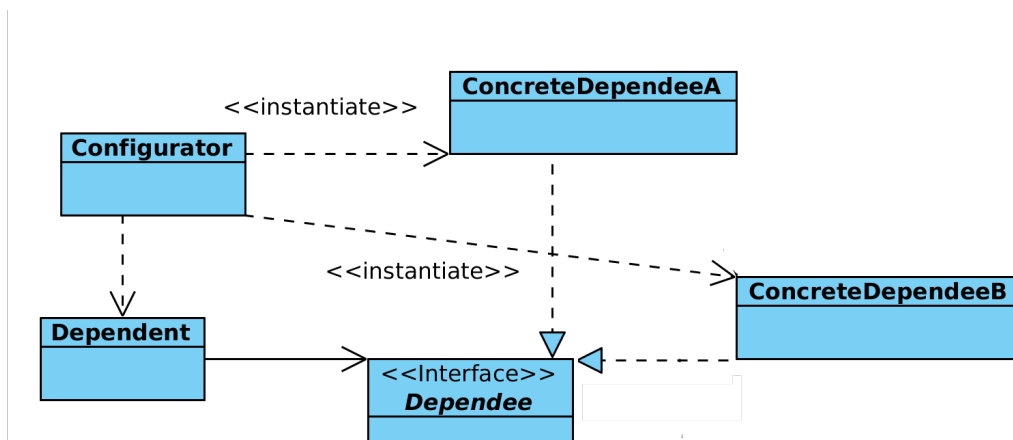 ConcreteDependeeA
<<instantiate>>
Configurator
<<instantiate>>
ConcreteDependeeB
Dependent
<<Interface>>
Dependee